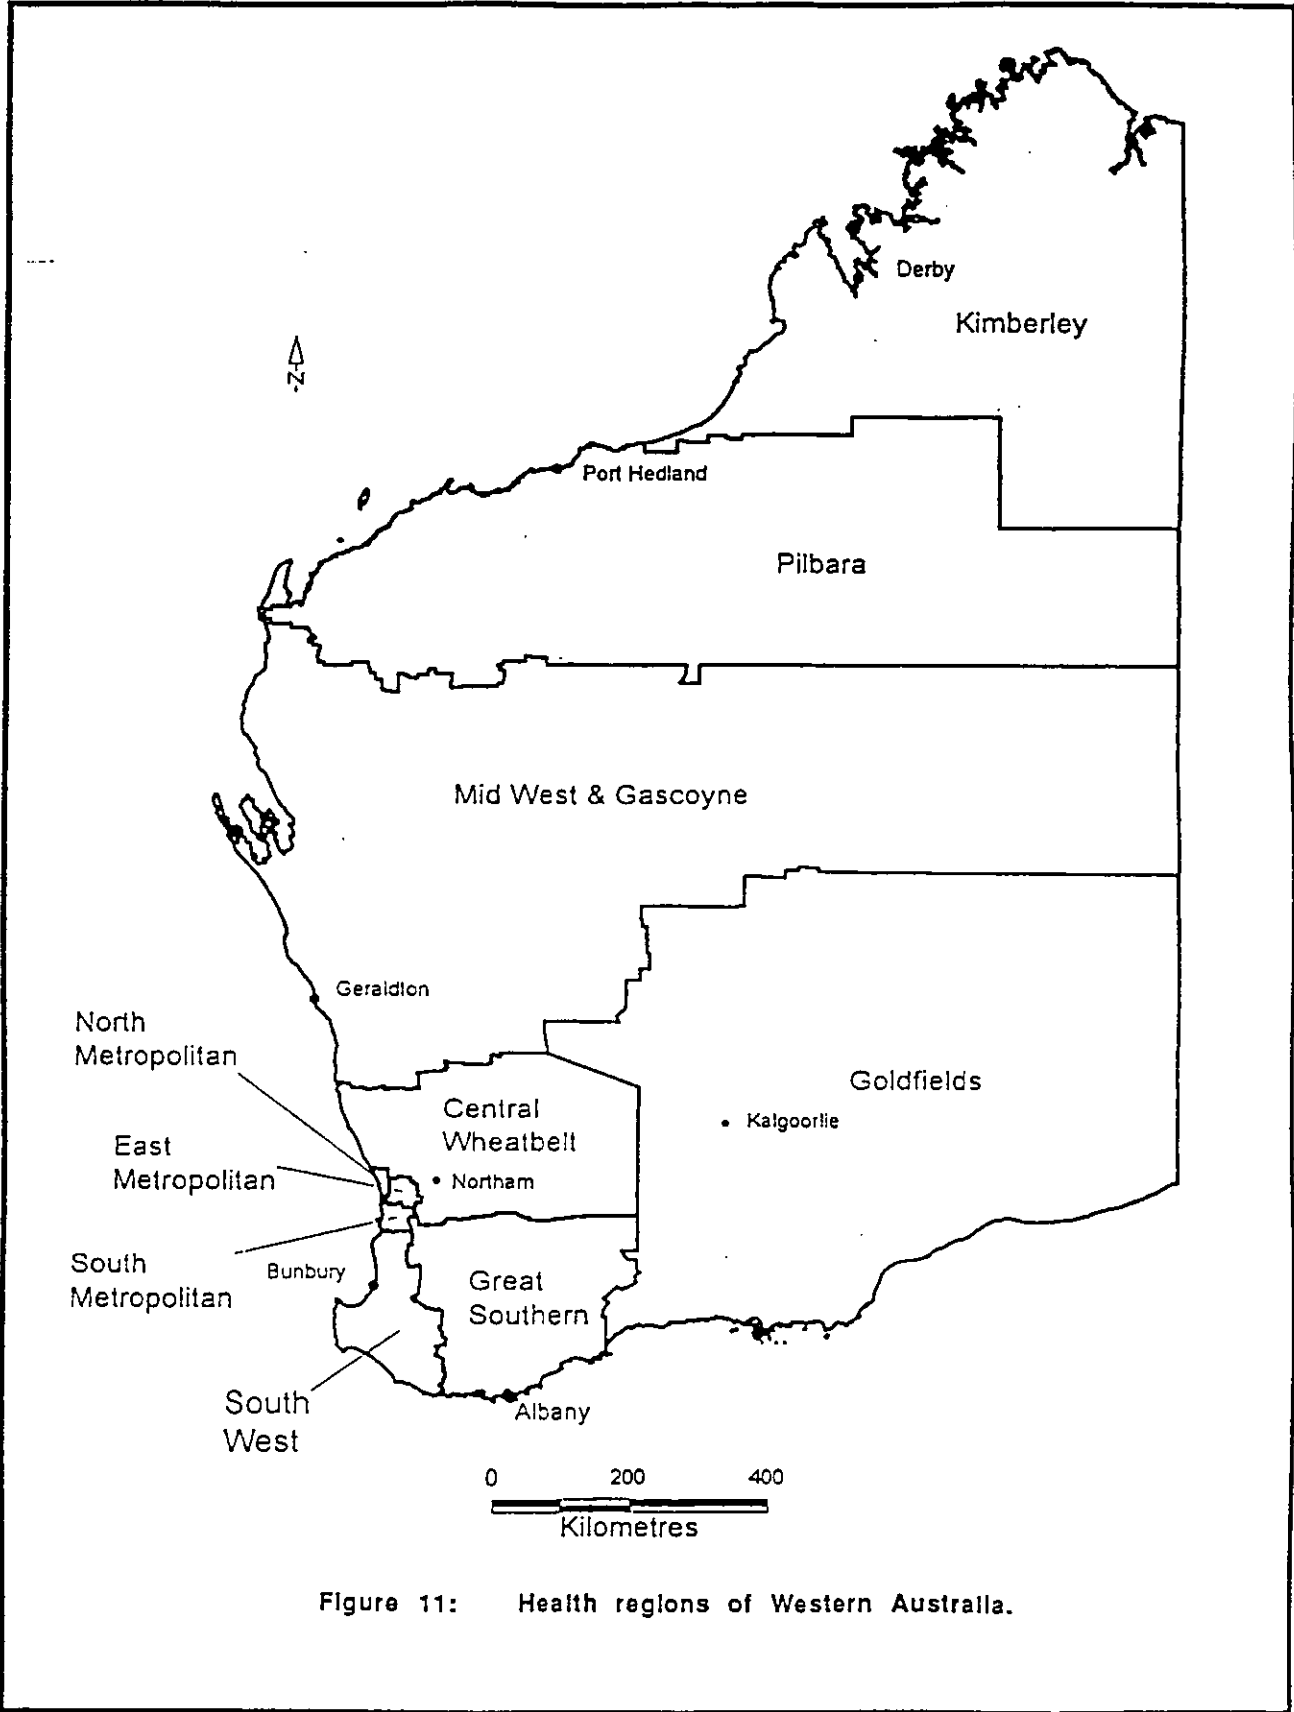 Derby
Kimberley
N
Port Hedland
Pilbara
Mid West & Gascoyne
Geraldton
North
Metropolitan
Goldfields
Central
Wheatbelt
Kalgoorlie
East
Metropolitan
Northam
South
Metropolitan
Bunbury
Great
Southern
South
West
Albany
0 200 400
Kilometres
Figure 11: Health regions of Western Australia.